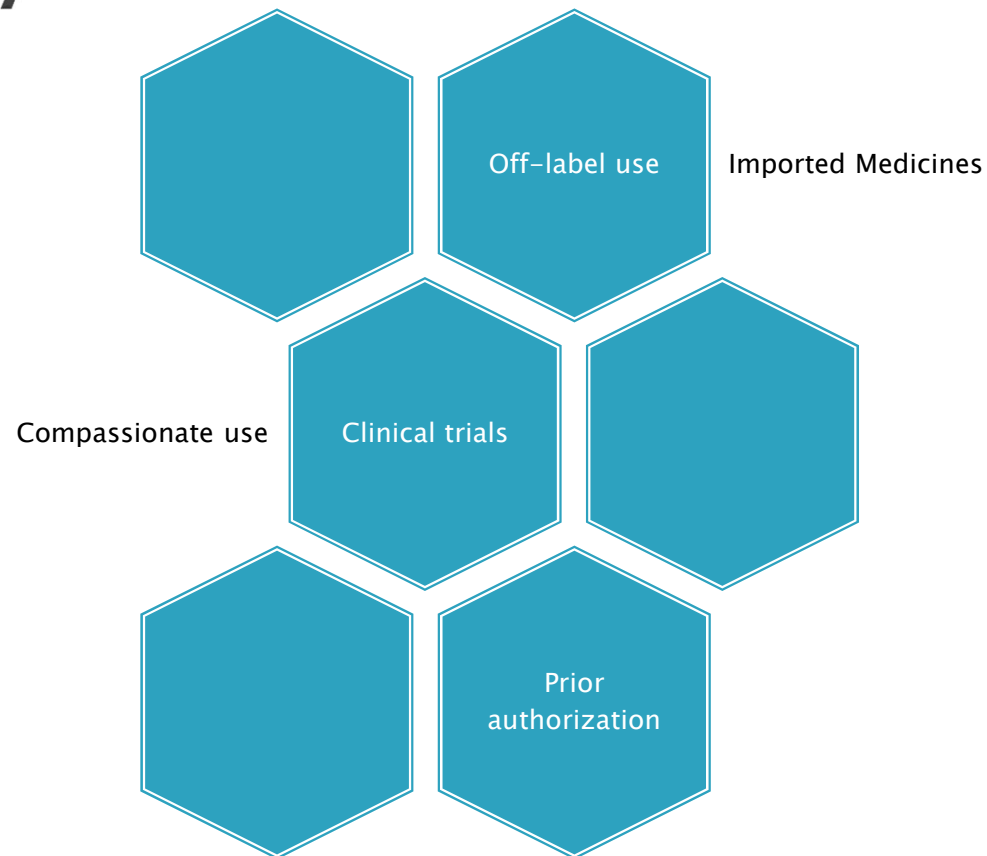 Off-label use
Imported Medicines
Compassionate use
Clinical trials
Prior
authorization